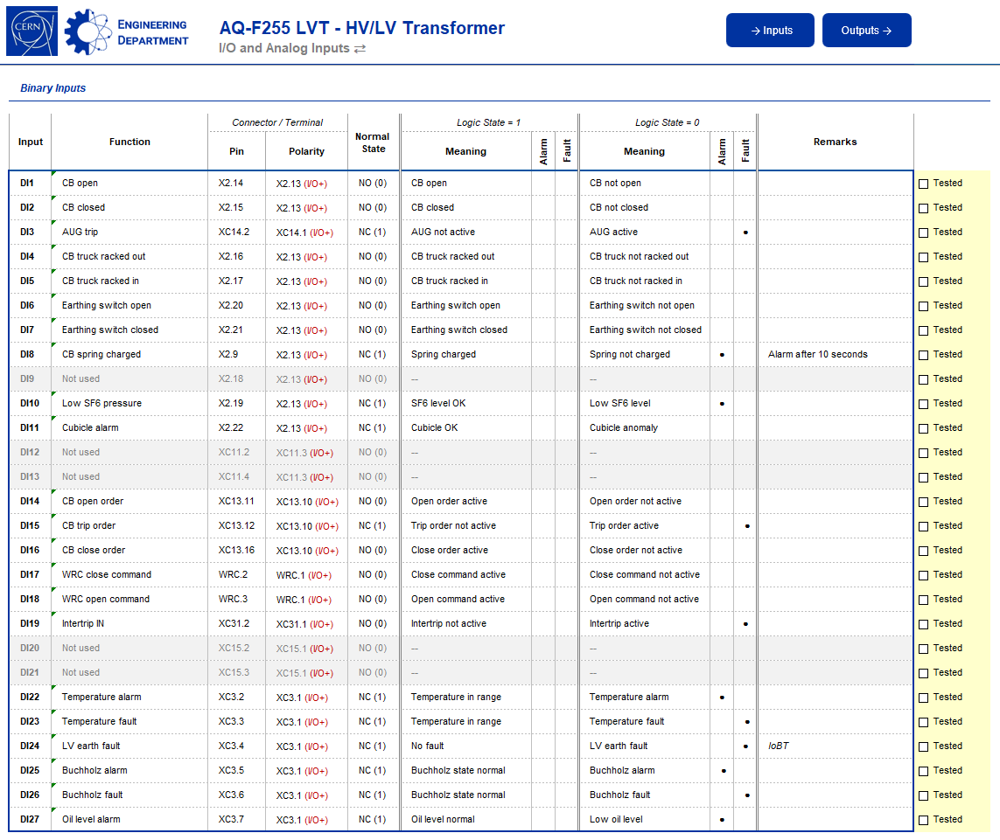 CERN
ENGINEERING
DEPARTMENT
AQ-F255 LVT - HV/LV Transformer
I/O and Analog Inputs ⇄
→ Inputs
Outputs →
Binary Inputs
Input Function Connector / Terminal Pin Polarity Normal State Logic State = 1 Meaning Alarm Fault Logic State = 0 Meaning Alarm Fault Remarks
DI1 CB open X2.14 X2.13 (I/O+) NO (0) CB open CB not open Tested
DI2 CB closed X2.15 X2.13 (I/O+) NO (0) CB closed CB not closed Tested
DI3 AUG trip XC14.2 XC14.1 (I/O+) NC (1) AUG not active AUG active • Tested
DI4 CB truck racked out X2.16 X2.13 (I/O+) NO (0) CB truck racked out CB truck not racked out Tested
DI5 CB truck racked in X2.17 X2.13 (I/O+) NO (0) CB truck racked in CB truck not racked in Tested
DI6 Earthing switch open X2.20 X2.13 (I/O+) NO (0) Earthing switch open Earthing switch not open Tested
DI7 Earthing switch closed X2.21 X2.13 (I/O+) NO (0) Earthing switch closed Earthing switch not closed Tested
DI8 CB spring charged X2.9 X2.13 (I/O+) NC (1) Spring charged Spring not charged • Alarm after 10 seconds Tested
DI9 Not used X2.18 X2.13 (I/O+) NO (0) -- -- Tested
DI10 Low SF6 pressure X2.19 X2.13 (I/O+) NC (1) SF6 level OK Low SF6 level • Tested
DI11 Cubicle alarm X2.22 X2.13 (I/O+) NC (1) Cubicle OK Cubicle anomaly Tested
DI12 Not used XC11.2 XC11.3 (I/O+) NO (0) -- -- Tested
DI13 Not used XC11.4 XC11.3 (I/O+) NO (0) -- -- Tested
DI14 CB open order XC13.11 XC13.10 (I/O+) NO (0) Open order active Open order not active Tested
DI15 CB trip order XC13.12 XC13.10 (I/O+) NC (1) Trip order not active Trip order active • Tested
DI16 CB close order XC13.16 XC13.10 (I/O+) NO (0) Close order active Close order not active Tested
DI17 WRC close command WRC.2 WRC.1 (I/O+) NO (0) Close command active Close command not active Tested
DI18 WRC open command WRC.3 WRC.1 (I/O+) NO (0) Open command active Open command not active Tested
DI19 Intertrip IN XC31.2 XC31.1 (I/O+) NO (0) Intertrip not active Intertrip active • Tested
DI20 Not used XC15.2 XC15.1 (I/O+) NO (0) -- -- Tested
DI21 Not used XC15.3 XC15.1 (I/O+) NO (0) -- -- Tested
DI22 Temperature alarm XC3.2 XC3.1 (I/O+) NC (1) Temperature in range Temperature alarm • Tested
DI23 Temperature fault XC3.3 XC3.1 (I/O+) NC (1) Temperature in range Temperature fault • Tested
DI24 LV earth fault XC3.4 XC3.1 (I/O+) NC (1) No fault LV earth fault • IoBT Tested
DI25 Buchholz alarm XC3.5 XC3.1 (I/O+) NC (1) Buchholz state normal Buchholz alarm • Tested
DI26 Buchholz fault XC3.6 XC3.1 (I/O+) NC (1) Buchholz state normal Buchholz fault • Tested
DI27 Oil level alarm XC3.7 XC3.1 (I/O+) NC (1) Oil level normal Low oil level • Tested